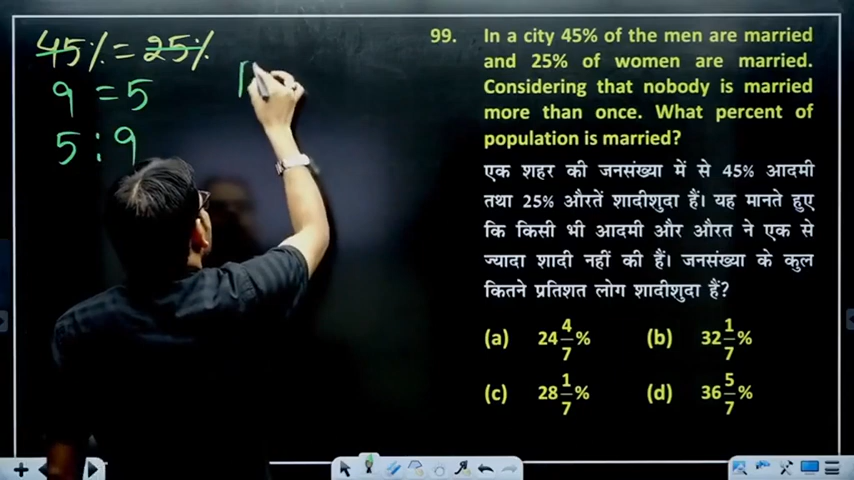 45% = 25%
9 = 5
5 : 9
99. In a city 45% of the men are married
and 25% of women are married.
Considering that nobody is married
more than once. What percent of
population is married?
एक शहर की जनसंख्या में से 45% आदमी
तथा 25% औरतें शादीशुदा हैं। यह मानते हुए
कि किसी भी आदमी और औरत ने एक से
ज्यादा शादी नहीं की हैं। जनसंख्या के कुल
कितने प्रतिशत लोग शादीशुदा हैं?
(a) 24 4/7 % (b) 32 1/7 %
(c) 28 1/7 % (d) 36 5/7 %